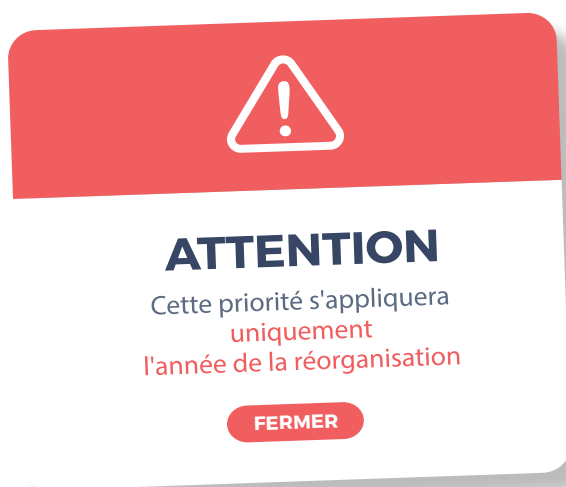 ATTENTION
Cette priorité s'appliquera
uniquement
l'année de la réorganisation
FERMER